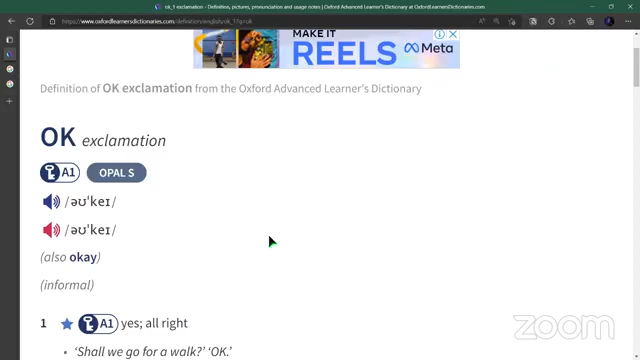 ok_1 exclamation - Definition, pictures, pronunciation and usage notes | Oxford Advanced Learner's Dictionary at OxfordLearnersDictionaries.com
https://www.oxfordlearnersdictionaries.com/definition/english/ok_1?q=ok
MAKE IT
REELS
Meta
Definition of OK exclamation from the Oxford Advanced Learner's Dictionary
OK exclamation
A1 OPAL S
/əʊˈkeɪ/
/əʊˈkeɪ/
(also okay)
(informal)
1 A1 yes; all right
• ‘Shall we go for a walk?’ ‘OK.’
zoom